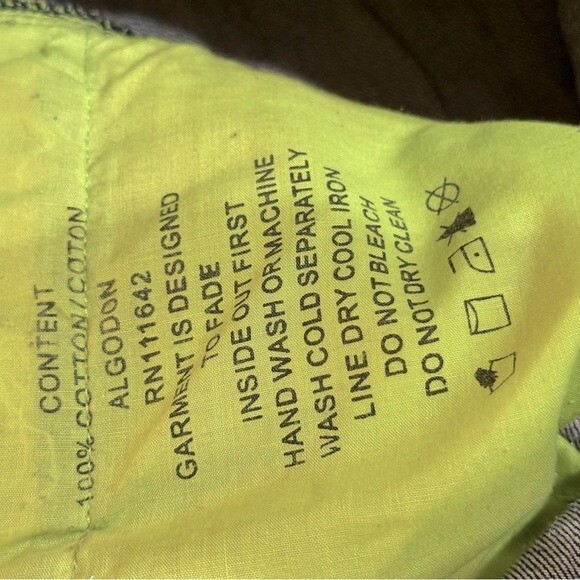 CONTENT
100% COTTON/COTON
ALGODON
RN111642
GARMENT IS DESIGNED
TO FADE
INSIDE OUT FIRST
HAND WASH OR MACHINE
WASH COLD SEPARATELY
LINE DRY COOL IRON
DO NOT BLEACH
DO NOT DRY CLEAN